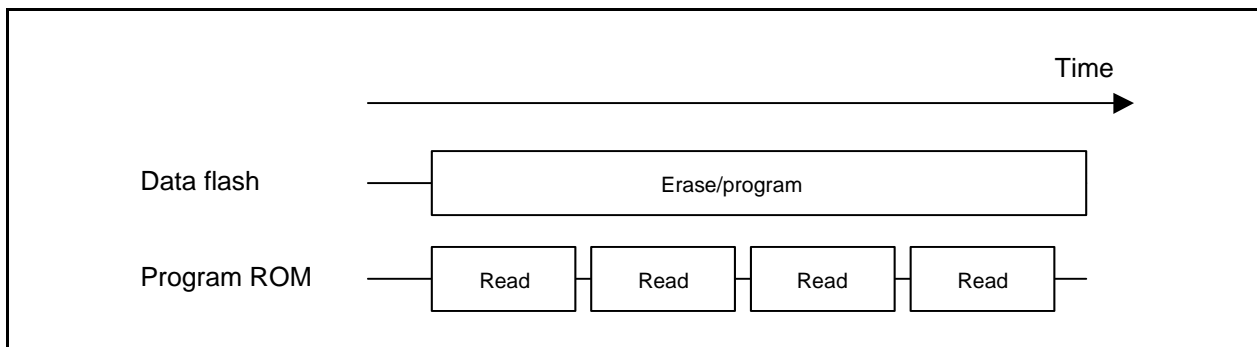 Time
Data flash
Erase/program
Program ROM
Read
Read
Read
Read